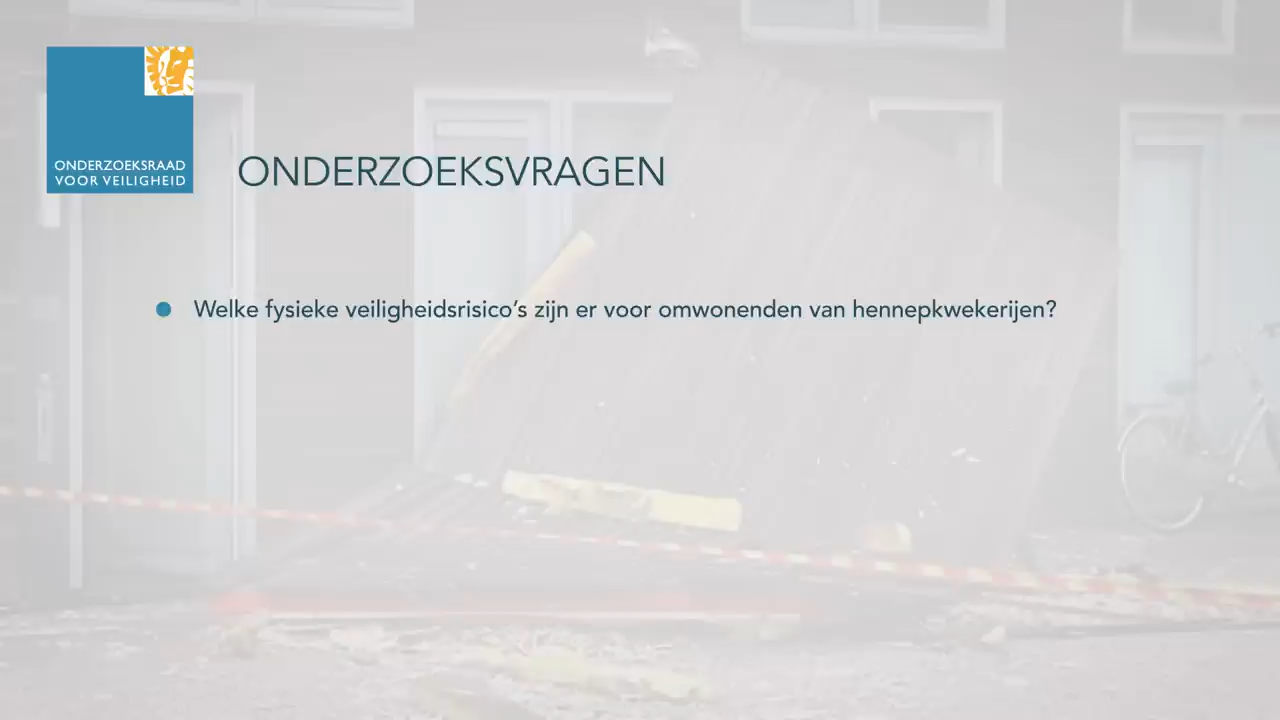 ONDERZOEKSRAAD
VOOR VEILIGHEID
ONDERZOEKSVRAGEN
Welke fysieke veiligheidsrisico’s zijn er voor omwonenden van hennepkwekerijen?